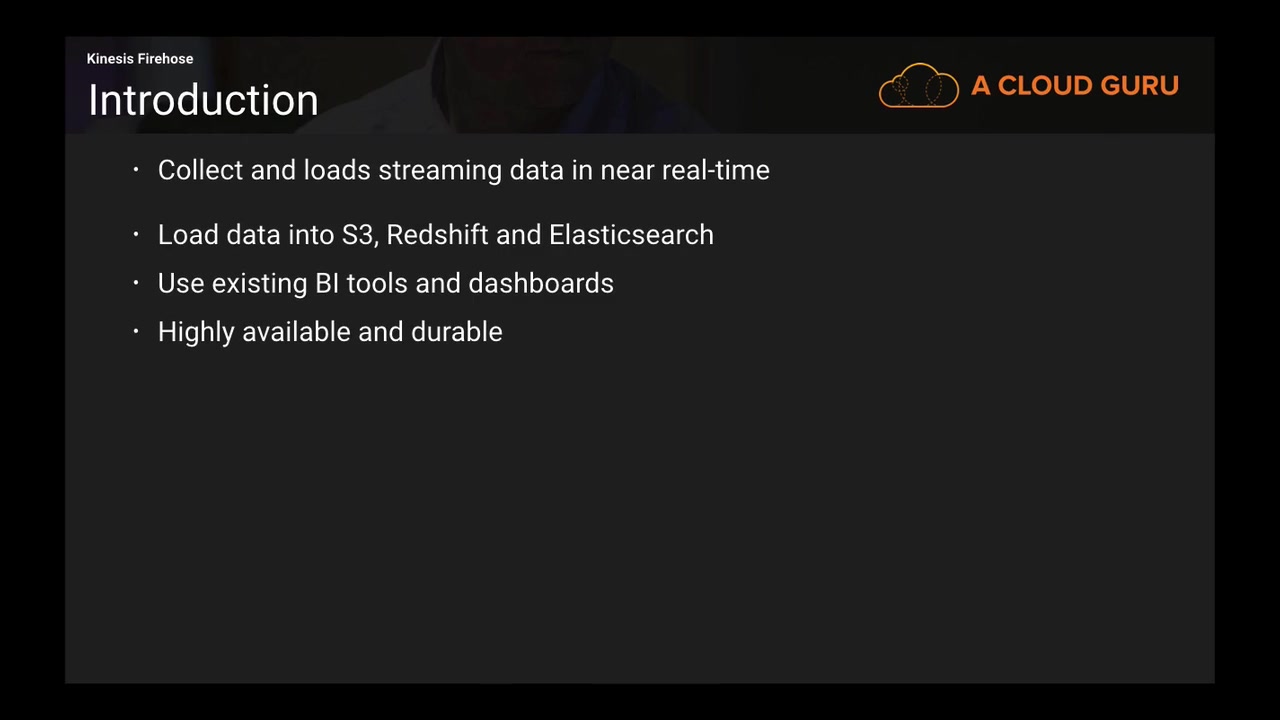 Kinesis Firehose
Introduction
A CLOUD GURU
· Collect and loads streaming data in near real-time
· Load data into S3, Redshift and Elasticsearch
· Use existing BI tools and dashboards
· Highly available and durable